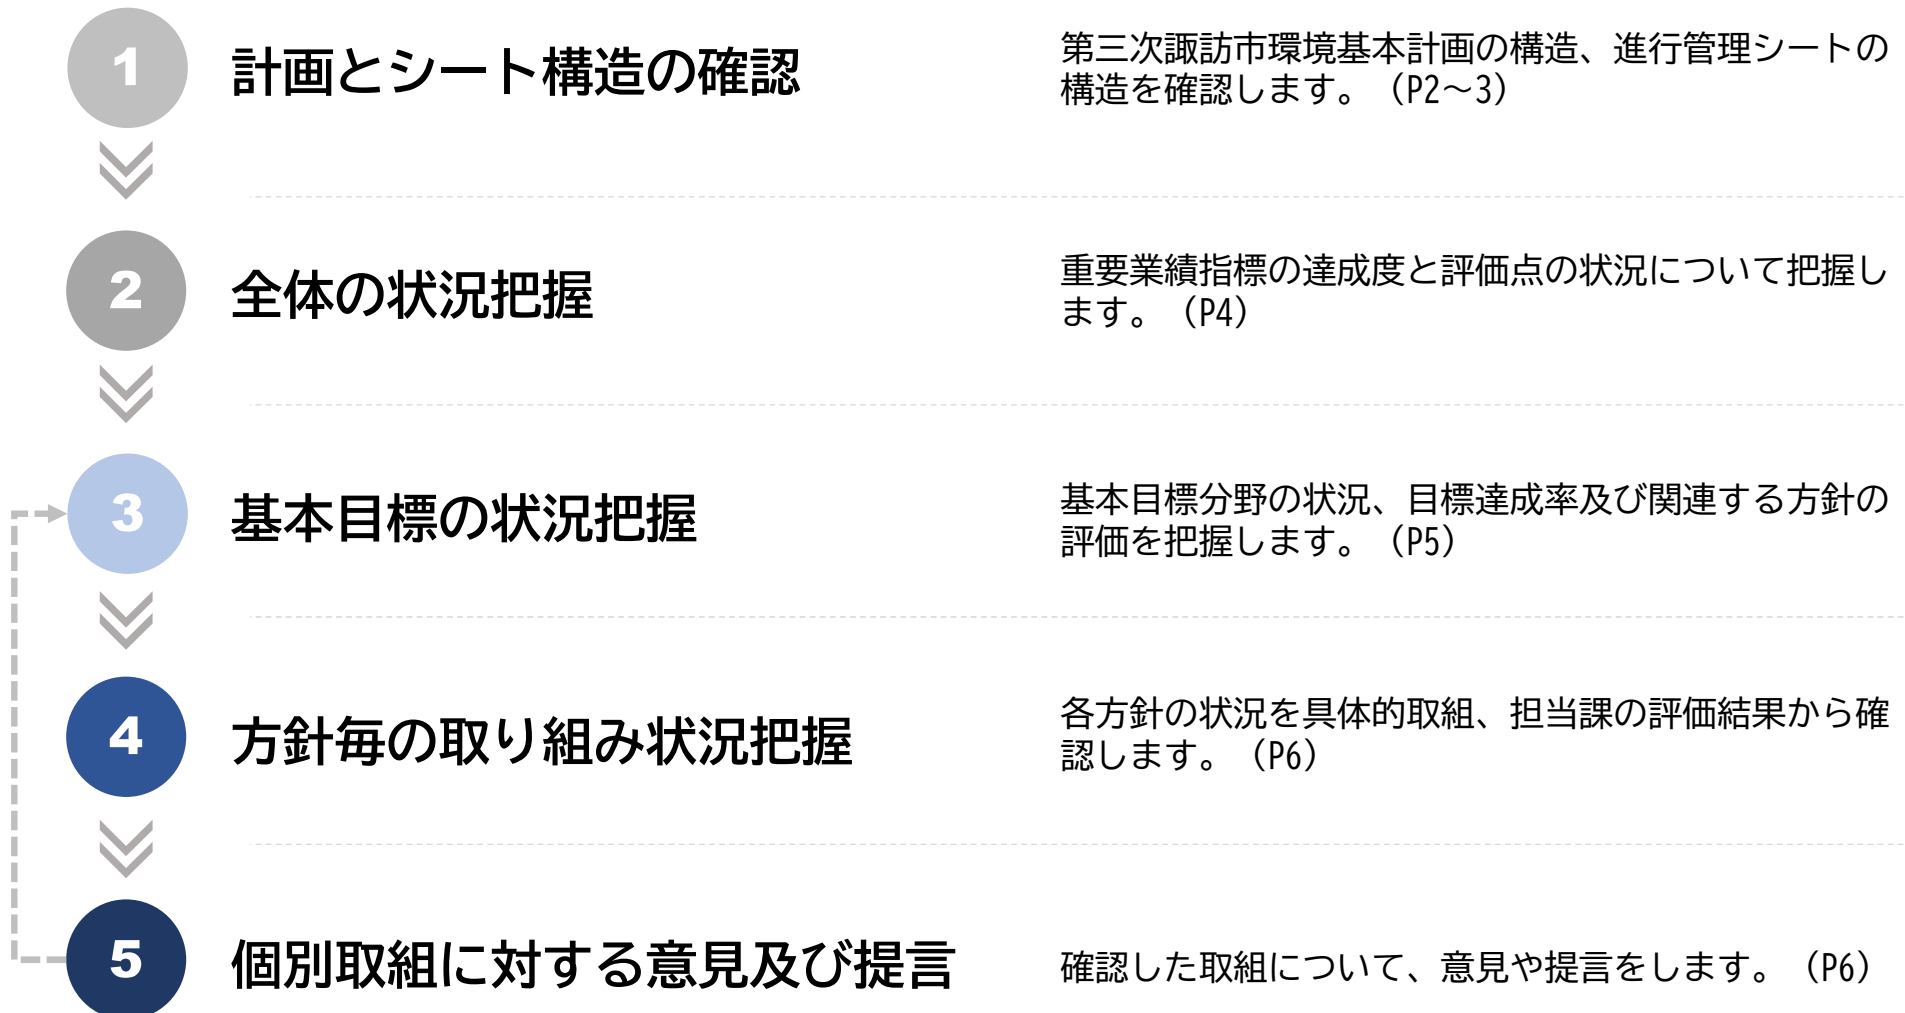 1
計画とシート構造の確認
第三次諏訪市環境基本計画の構造、進行管理シートの
構造を確認します。（P2～3）
2
全体の状況把握
重要業績指標の達成度と評価点の状況について把握し
ます。（P4）
3
基本目標の状況把握
基本目標分野の状況、目標達成率及び関連する方針の
評価を把握します。（P5）
4
方針毎の取り組み状況把握
各方針の状況を具体的取組、担当課の評価結果から確
認します。（P6）
5
個別取組に対する意見及び提言
確認した取組について、意見や提言をします。（P6）